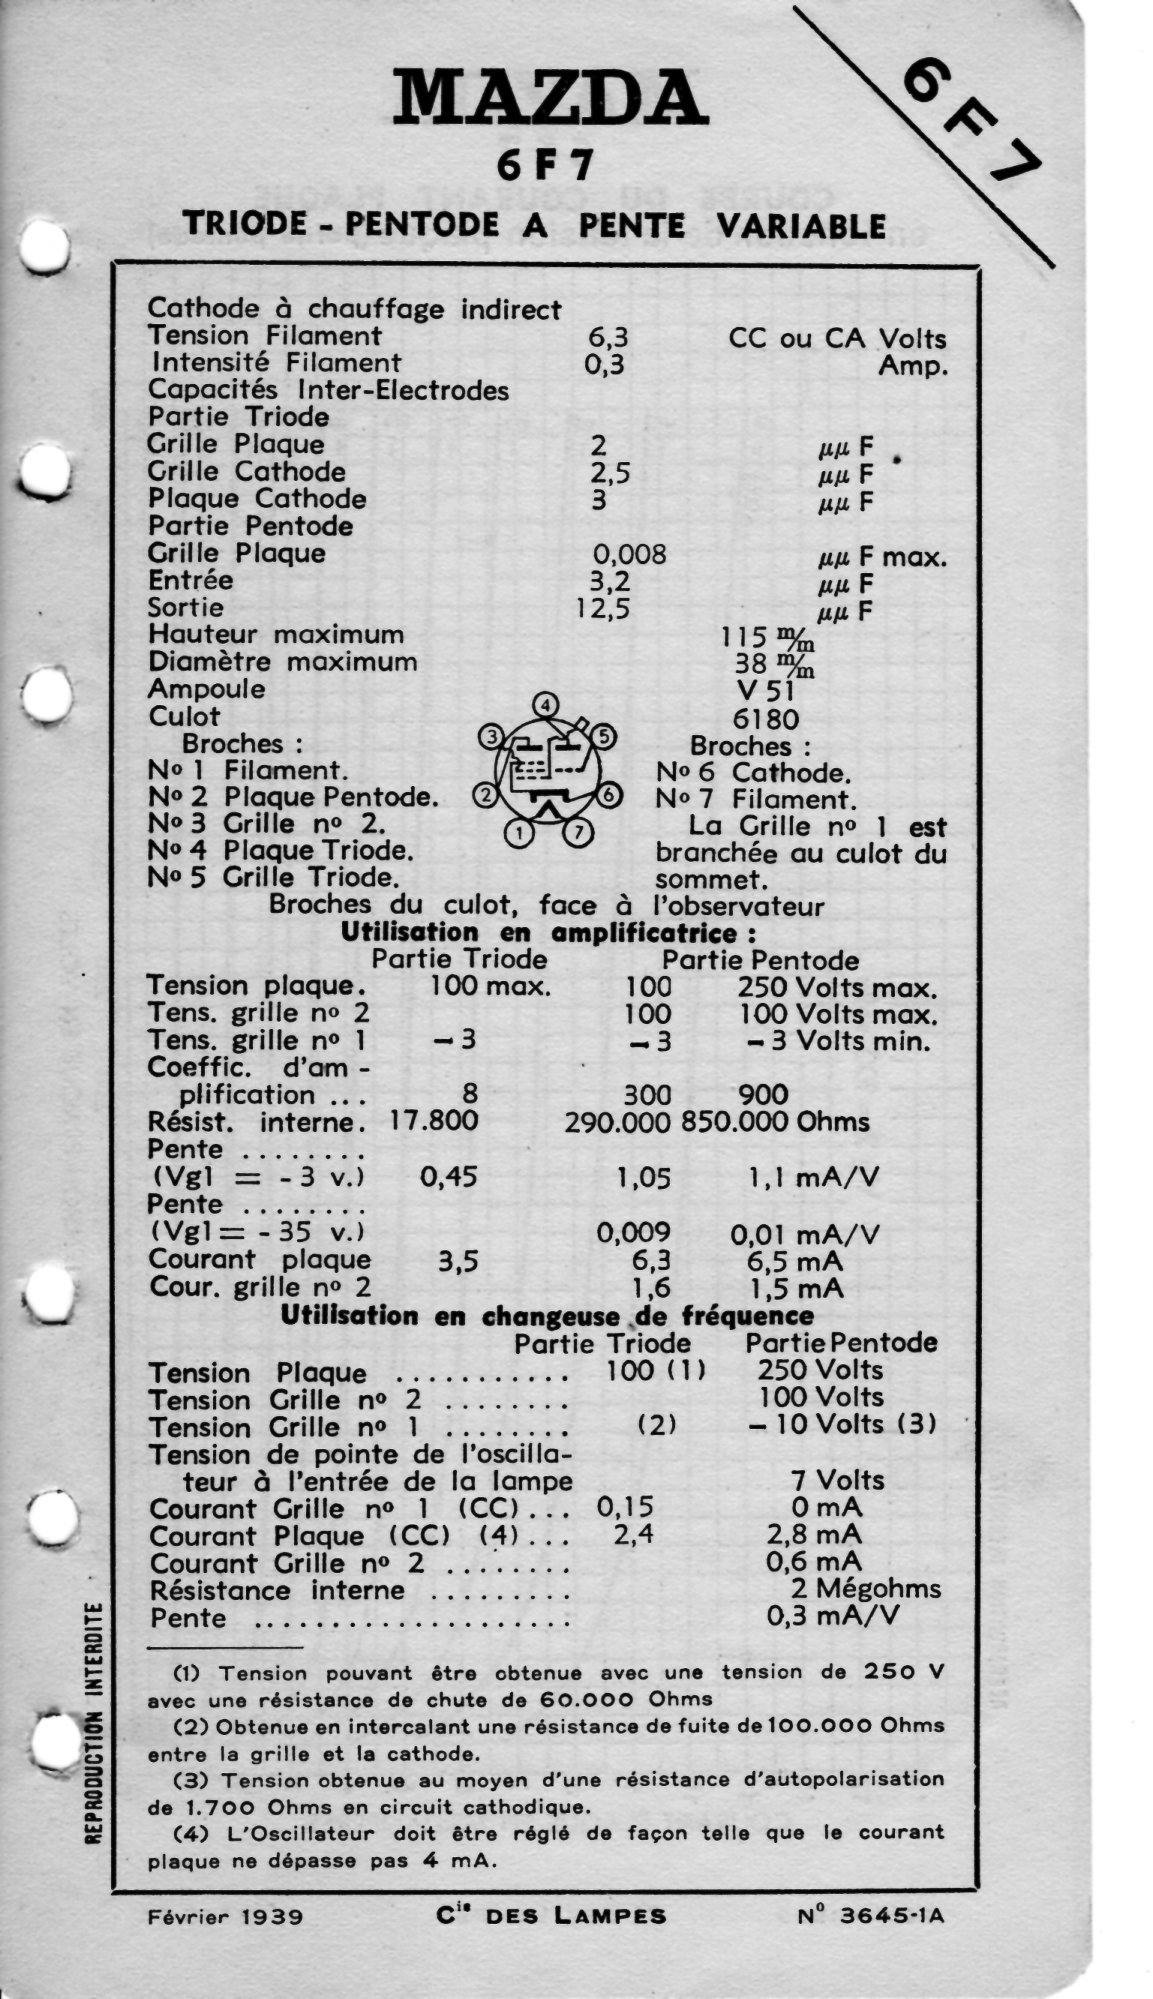 6F7
MAZDA
6F7
TRIODE - PENTODE A PENTE VARIABLE
Cathode à chauffage indirect
Tension Filament 6,3 CC ou CA Volts
Intensité Filament 0,3 Amp.
Capacités Inter-Electrodes
Partie Triode
Grille Plaque 2 μμ F
Grille Cathode 2,5 μμ F
Plaque Cathode 3 μμ F
Partie Pentode
Grille Plaque 0,008 μμ F max.
Entrée 3,2 μμ F
Sortie 12,5 μμ F
Hauteur maximum 115 m/m
Diamètre maximum 38 m/m
Ampoule V 51
Culot 6180
Broches : Broches :
No 1 Filament. No 6 Cathode.
No 2 Plaque Pentode. No 7 Filament.
No 3 Grille no 2. La Grille no 1 est
No 4 Plaque Triode. branchée au culot du
No 5 Grille Triode. sommet.
1 2 3 4 5 6 7
Broches du culot, face à l'observateur
Utilisation en amplificatrice :
Partie Triode Partie Pentode
Tension plaque. 100 max. 100 250 Volts max.
Tens. grille no 2 100 100 Volts max.
Tens. grille no 1 - 3 - 3 - 3 Volts min.
Coeffic. d'am -
plification ... 8 300 900
Résist. interne. 17.800 290.000 850.000 Ohms
Pente ........
(Vg1 = - 3 v.) 0,45 1,05 1,1 mA/V
Pente ........
(Vg1 = - 35 v.) 0,009 0,01 mA/V
Courant plaque 3,5 6,3 6,5 mA
Cour. grille no 2 1,6 1,5 mA
Utilisation en changeuse de fréquence
Partie Triode Partie Pentode
Tension Plaque ........... 100 (1) 250 Volts
Tension Grille no 2 ........ 100 Volts
Tension Grille no 1 ........ (2) - 10 Volts (3)
Tension de pointe de l'oscilla-
teur à l'entrée de la lampe 7 Volts
Courant Grille no 1 (CC)... 0,15 0 mA
Courant Plaque (CC) (4)... 2,4 2,8 mA
Courant Grille no 2 ........ 0,6 mA
Résistance interne ......... 2 Mégohms
Pente .................... 0,3 mA/V
(1) Tension pouvant être obtenue avec une tension de 250 V
avec une résistance de chute de 60.000 Ohms
(2) Obtenue en intercalant une résistance de fuite de 100.000 Ohms
entre la grille et la cathode.
(3) Tension obtenue au moyen d'une résistance d'autopolarisation
de 1.700 Ohms en circuit cathodique.
(4) L'Oscillateur doit être réglé de façon telle que le courant
plaque ne dépasse pas 4 mA.
REPRODUCTION INTERDITE
Février 1939 Cie DES LAMPES No 3645-1A